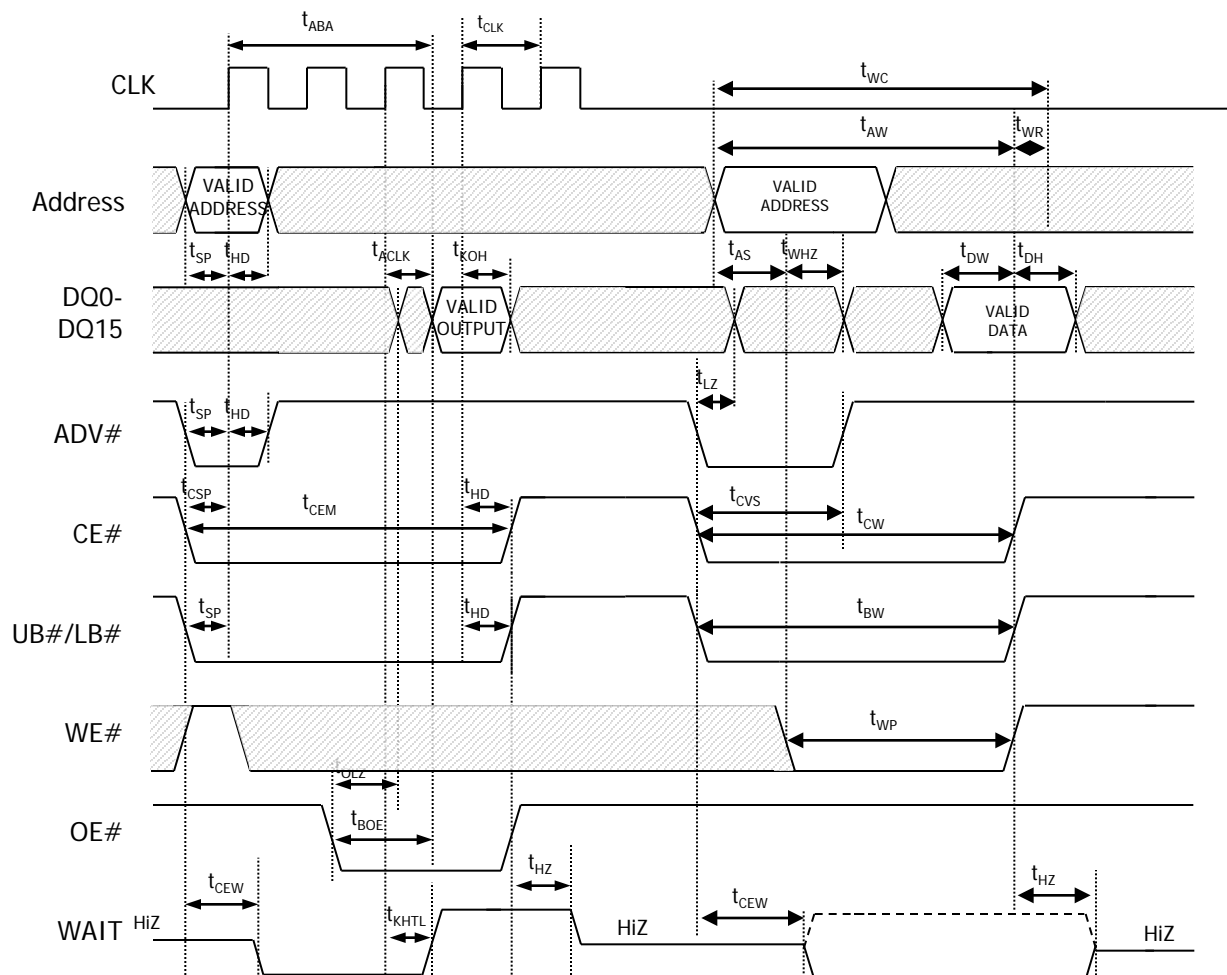 tABA
tCLK
CLK
tWC
tAW
tWR
Address
VALID
ADDRESS
VALID
ADDRESS
tSP
tHD
tACLK
tKOH
tAS
tWHZ
tDW
tDH
DQ0-
DQ15
VALID
OUTPUT
VALID
DATA
tLZ
ADV#
tSP
tHD
tCSP
tCEM
tHD
tCVS
CE#
tCW
tSP
tHD
UB#/LB#
tBW
WE#
tWP
tOLZ
OE#
tBOE
tHZ
tHZ
tCEW
tCEW
tKHTL
WAIT
HiZ
HiZ
HiZ